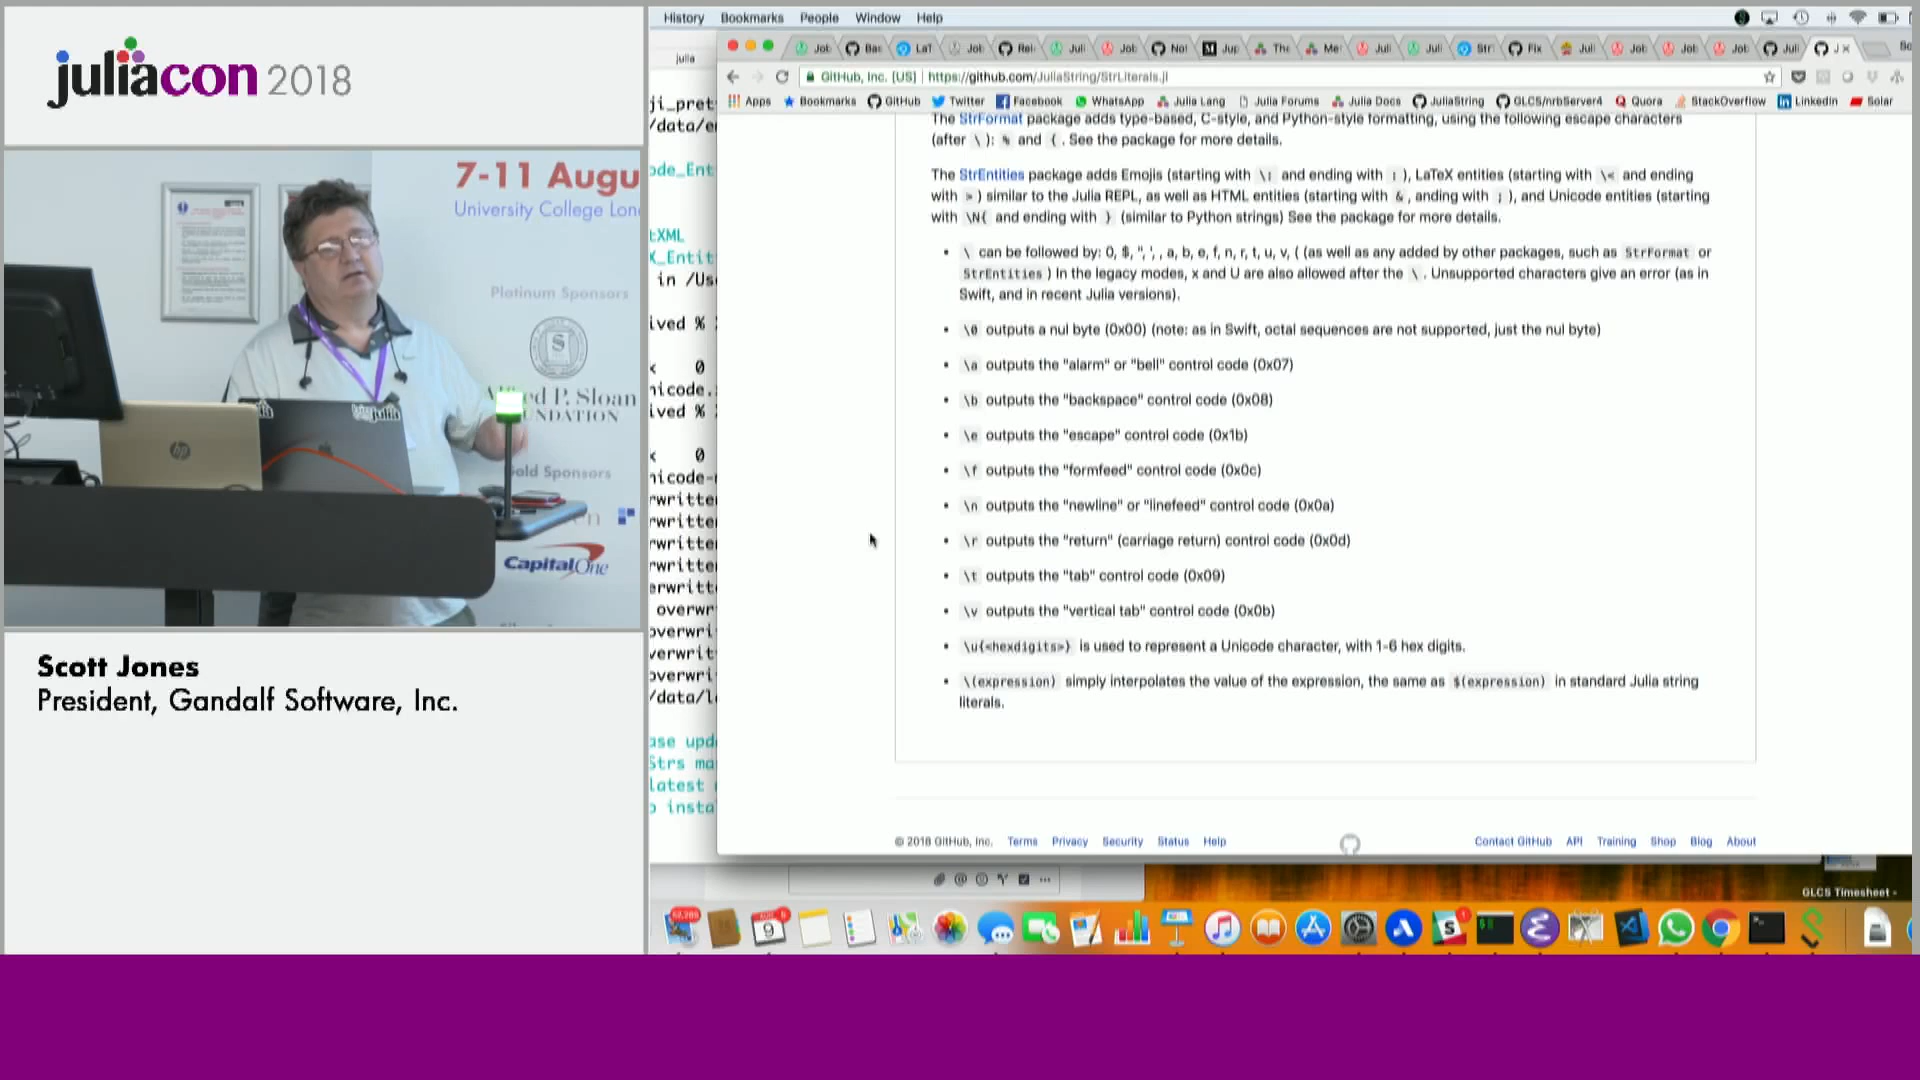 juliacon 2018
7-11 Augu
University College Lon
Platinum Sponsors
Alfred P. Sloan
FOUNDATION
Gold Sponsors
CapitalOne
hp
Scott Jones
President, Gandalf Software, Inc.
History Bookmarks People Window Help
julia
GitHub, Inc. [US] | https://github.com/JuliaString/StrLiterals.jl
Apps Bookmarks GitHub Twitter Facebook WhatsApp Julia Lang Julia Forums Julia Docs JuliaString GLCS/nrbServer4 Quora StackOverflow LinkedIn Solar
The StrFormat package adds type-based, C-style, and Python-style formatting, using the following escape characters
(after \ ): % and ( . See the package for more details.
The StrEntities package adds Emojis (starting with \: and ending with : ), LaTeX entities (starting with \< and ending
with > ) similar to the Julia REPL, as well as HTML entities (starting with & , anding with ; ), and Unicode entities (starting
with \N{ and ending with } (similar to Python strings) See the package for more details.
• \ can be followed by: 0, $, ", ', , a, b, e, f, n, r, t, u, v, ( (as well as any added by other packages, such as StrFormat or
StrEntities ) In the legacy modes, x and U are also allowed after the \ . Unsupported characters give an error (as in
Swift, and in recent Julia versions).
• \0 outputs a nul byte (0x00) (note: as in Swift, octal sequences are not supported, just the nul byte)
• \a outputs the "alarm" or "bell" control code (0x07)
• \b outputs the "backspace" control code (0x08)
• \e outputs the "escape" control code (0x1b)
• \f outputs the "formfeed" control code (0x0c)
• \n outputs the "newline" or "linefeed" control code (0x0a)
• \r outputs the "return" (carriage return) control code (0x0d)
• \t outputs the "tab" control code (0x09)
• \v outputs the "vertical tab" control code (0x0b)
• \u{<hexdigits>} is used to represent a Unicode character, with 1-6 hex digits.
• \(expression) simply interpolates the value of the expression, the same as $(expression) in standard Julia string
literals.
© 2018 GitHub, Inc. Terms Privacy Security Status Help
Contact GitHub API Training Shop Blog About
GLCS Timesheet -